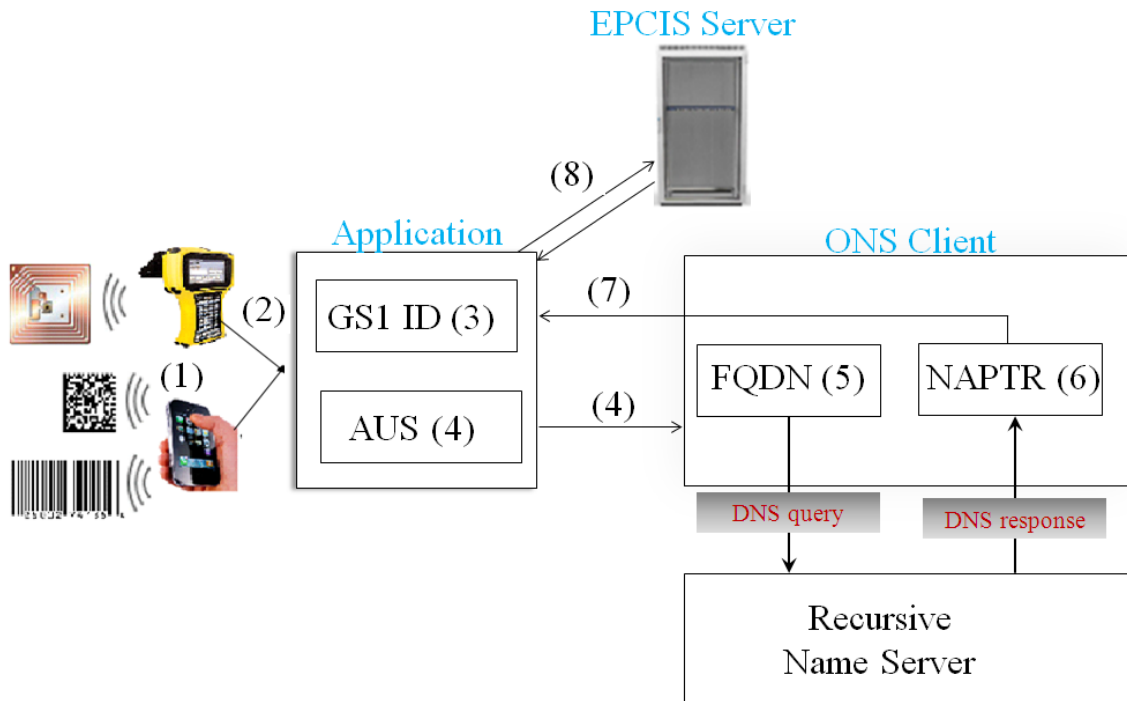 EPCIS Server
(8)
Application
ONS Client
(2)
GS1 ID (3)
(7)
(1)
FQDN (5)
NAPTR (6)
AUS (4)
(4)
DNS query
DNS response
Recursive
Name Server